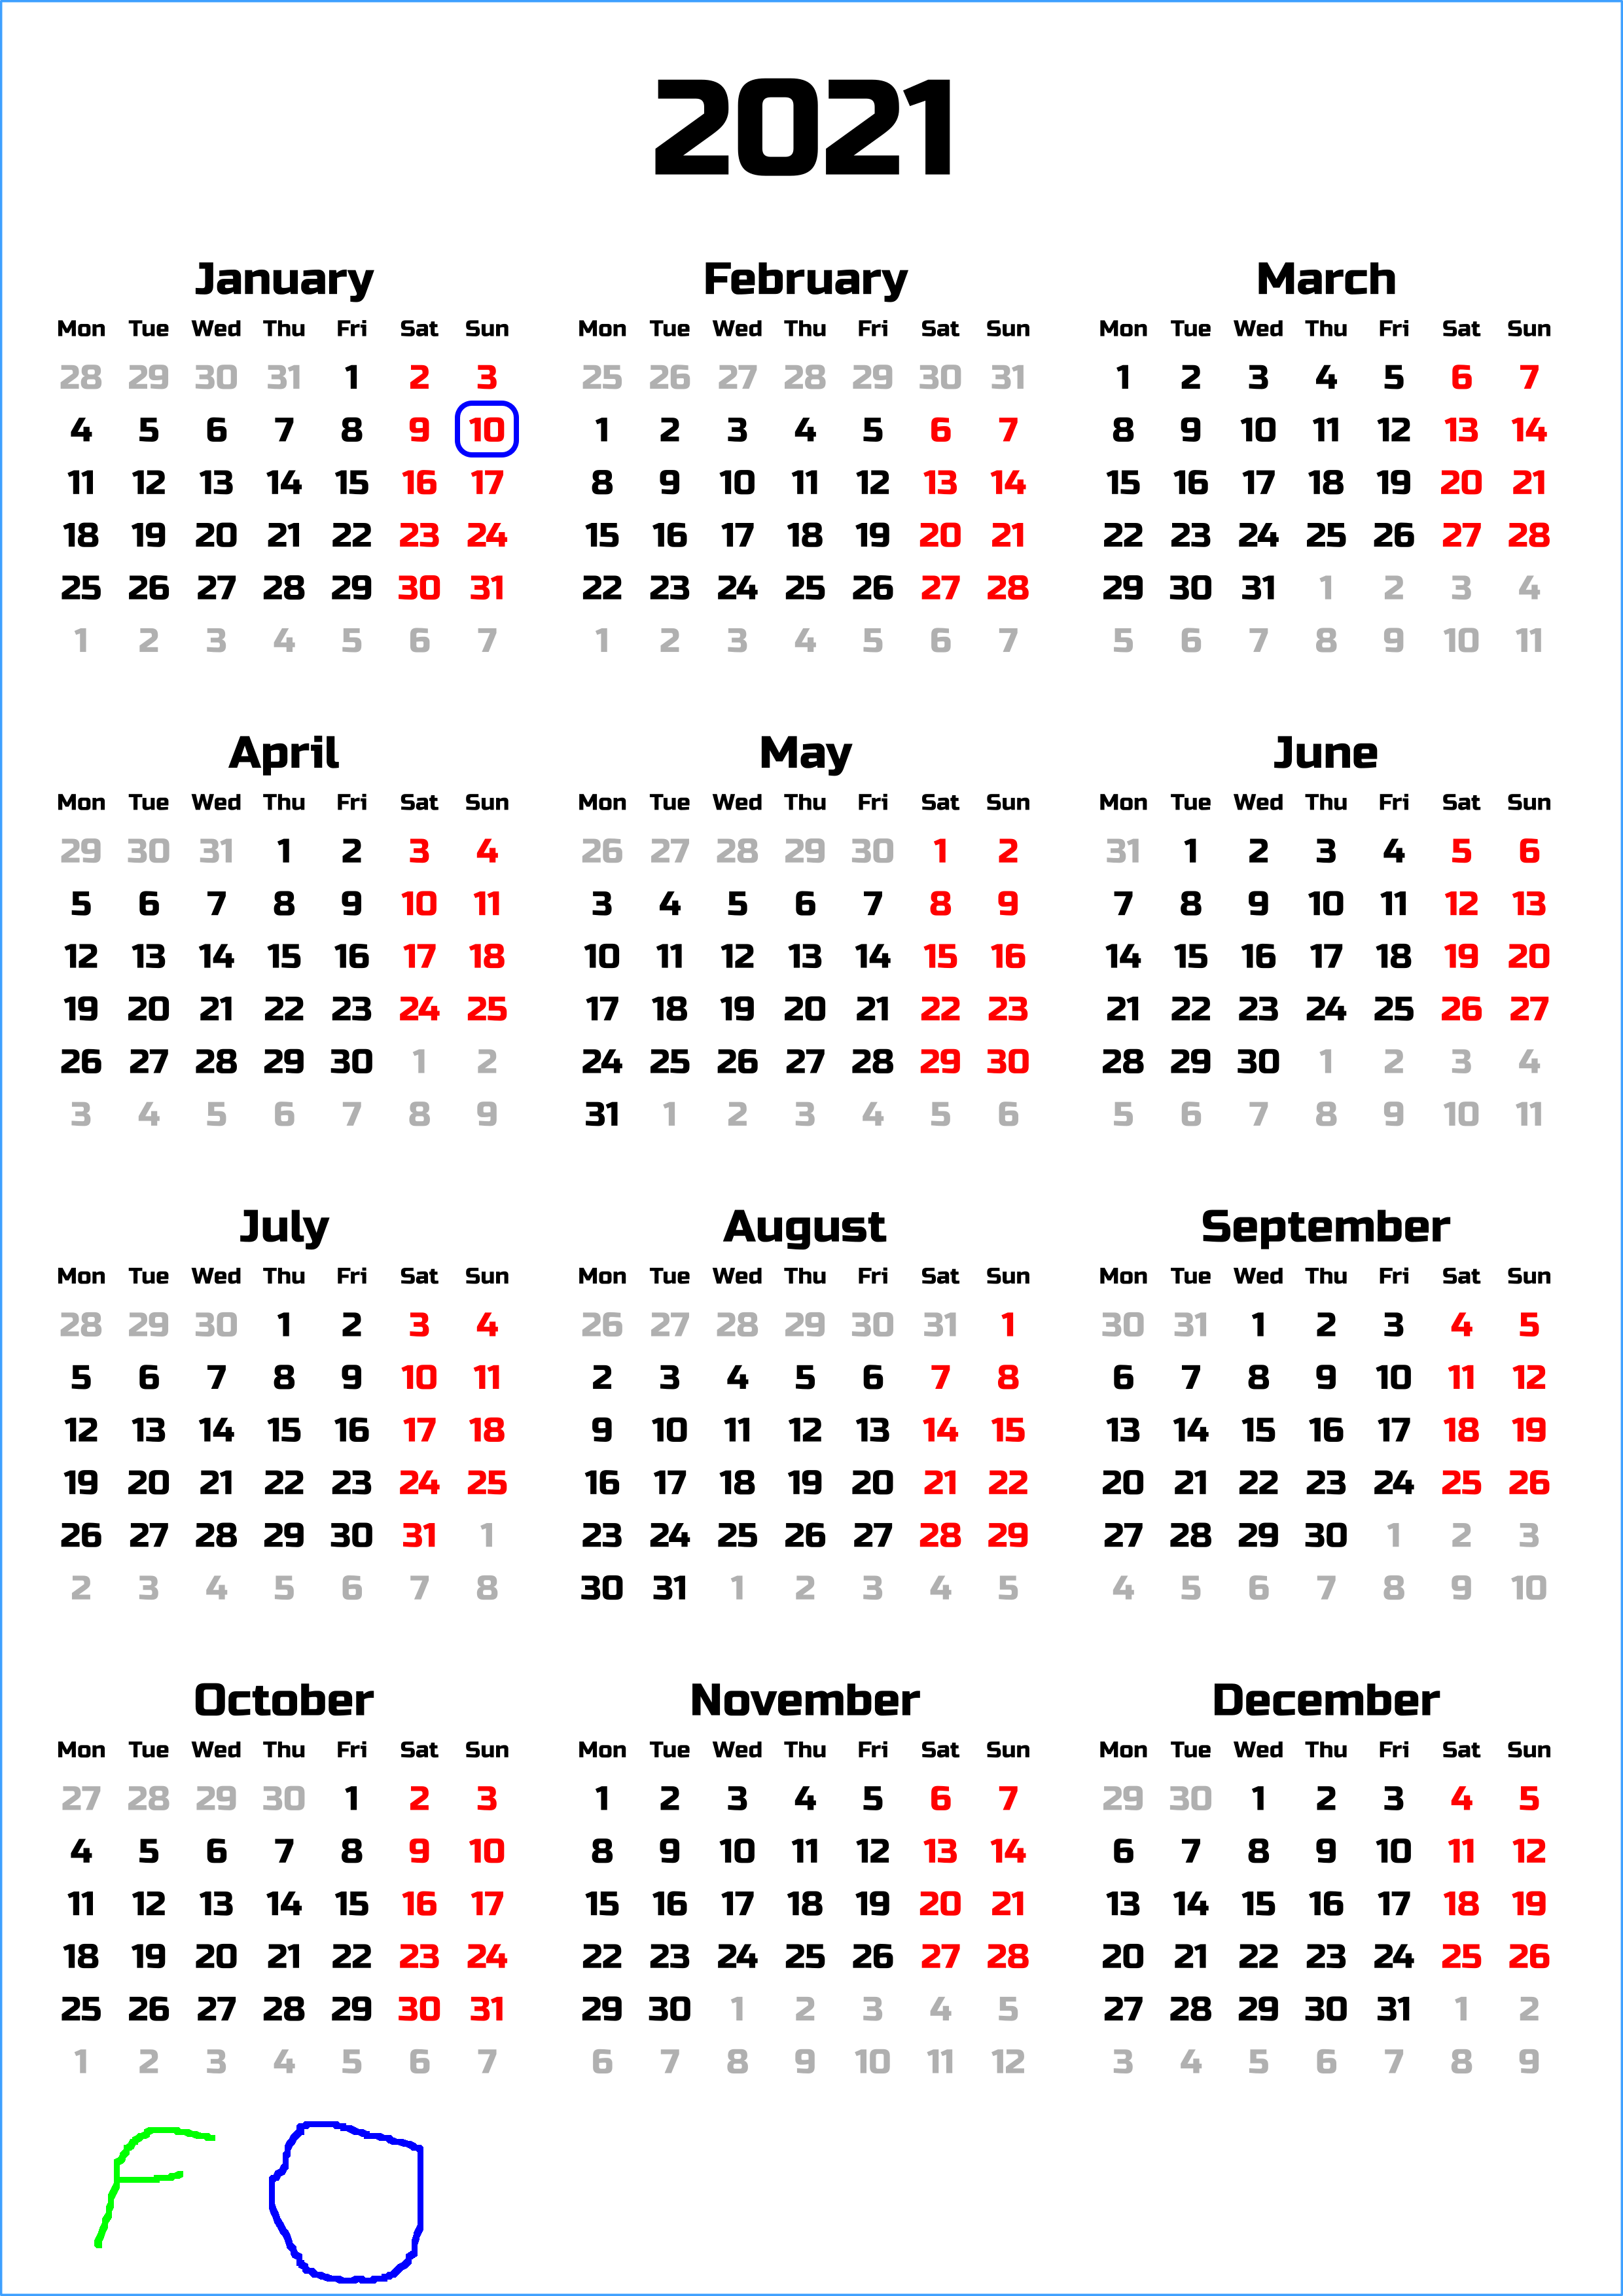 2021
January February March
Mon Tue Wed Thu Fri Sat Sun Mon Tue Wed Thu Fri Sat Sun Mon Tue Wed Thu Fri Sat Sun
28 29 30 31 1 2 3 25 26 27 28 29 30 31 1 2 3 4 5 6 7
4 5 6 7 8 9 10 1 2 3 4 5 6 7 8 9 10 11 12 13 14
11 12 13 14 15 16 17 8 9 10 11 12 13 14 15 16 17 18 19 20 21
18 19 20 21 22 23 24 15 16 17 18 19 20 21 22 23 24 25 26 27 28
25 26 27 28 29 30 31 22 23 24 25 26 27 28 29 30 31 1 2 3 4
1 2 3 4 5 6 7 1 2 3 4 5 6 7 5 6 7 8 9 10 11
April May June
Mon Tue Wed Thu Fri Sat Sun Mon Tue Wed Thu Fri Sat Sun Mon Tue Wed Thu Fri Sat Sun
29 30 31 1 2 3 4 26 27 28 29 30 1 2 31 1 2 3 4 5 6
5 6 7 8 9 10 11 3 4 5 6 7 8 9 7 8 9 10 11 12 13
12 13 14 15 16 17 18 10 11 12 13 14 15 16 14 15 16 17 18 19 20
19 20 21 22 23 24 25 17 18 19 20 21 22 23 21 22 23 24 25 26 27
26 27 28 29 30 1 2 24 25 26 27 28 29 30 28 29 30 1 2 3 4
3 4 5 6 7 8 9 31 1 2 3 4 5 6 5 6 7 8 9 10 11
July August September
Mon Tue Wed Thu Fri Sat Sun Mon Tue Wed Thu Fri Sat Sun Mon Tue Wed Thu Fri Sat Sun
28 29 30 1 2 3 4 26 27 28 29 30 31 1 30 31 1 2 3 4 5
5 6 7 8 9 10 11 2 3 4 5 6 7 8 6 7 8 9 10 11 12
12 13 14 15 16 17 18 9 10 11 12 13 14 15 13 14 15 16 17 18 19
19 20 21 22 23 24 25 16 17 18 19 20 21 22 20 21 22 23 24 25 26
26 27 28 29 30 31 1 23 24 25 26 27 28 29 27 28 29 30 1 2 3
2 3 4 5 6 7 8 30 31 1 2 3 4 5 4 5 6 7 8 9 10
October November December
Mon Tue Wed Thu Fri Sat Sun Mon Tue Wed Thu Fri Sat Sun Mon Tue Wed Thu Fri Sat Sun
27 28 29 30 1 2 3 1 2 3 4 5 6 7 29 30 1 2 3 4 5
4 5 6 7 8 9 10 8 9 10 11 12 13 14 6 7 8 9 10 11 12
11 12 13 14 15 16 17 15 16 17 18 19 20 21 13 14 15 16 17 18 19
18 19 20 21 22 23 24 22 23 24 25 26 27 28 20 21 22 23 24 25 26
25 26 27 28 29 30 31 29 30 1 2 3 4 5 27 28 29 30 31 1 2
1 2 3 4 5 6 7 6 7 8 9 10 11 12 3 4 5 6 7 8 9
F O